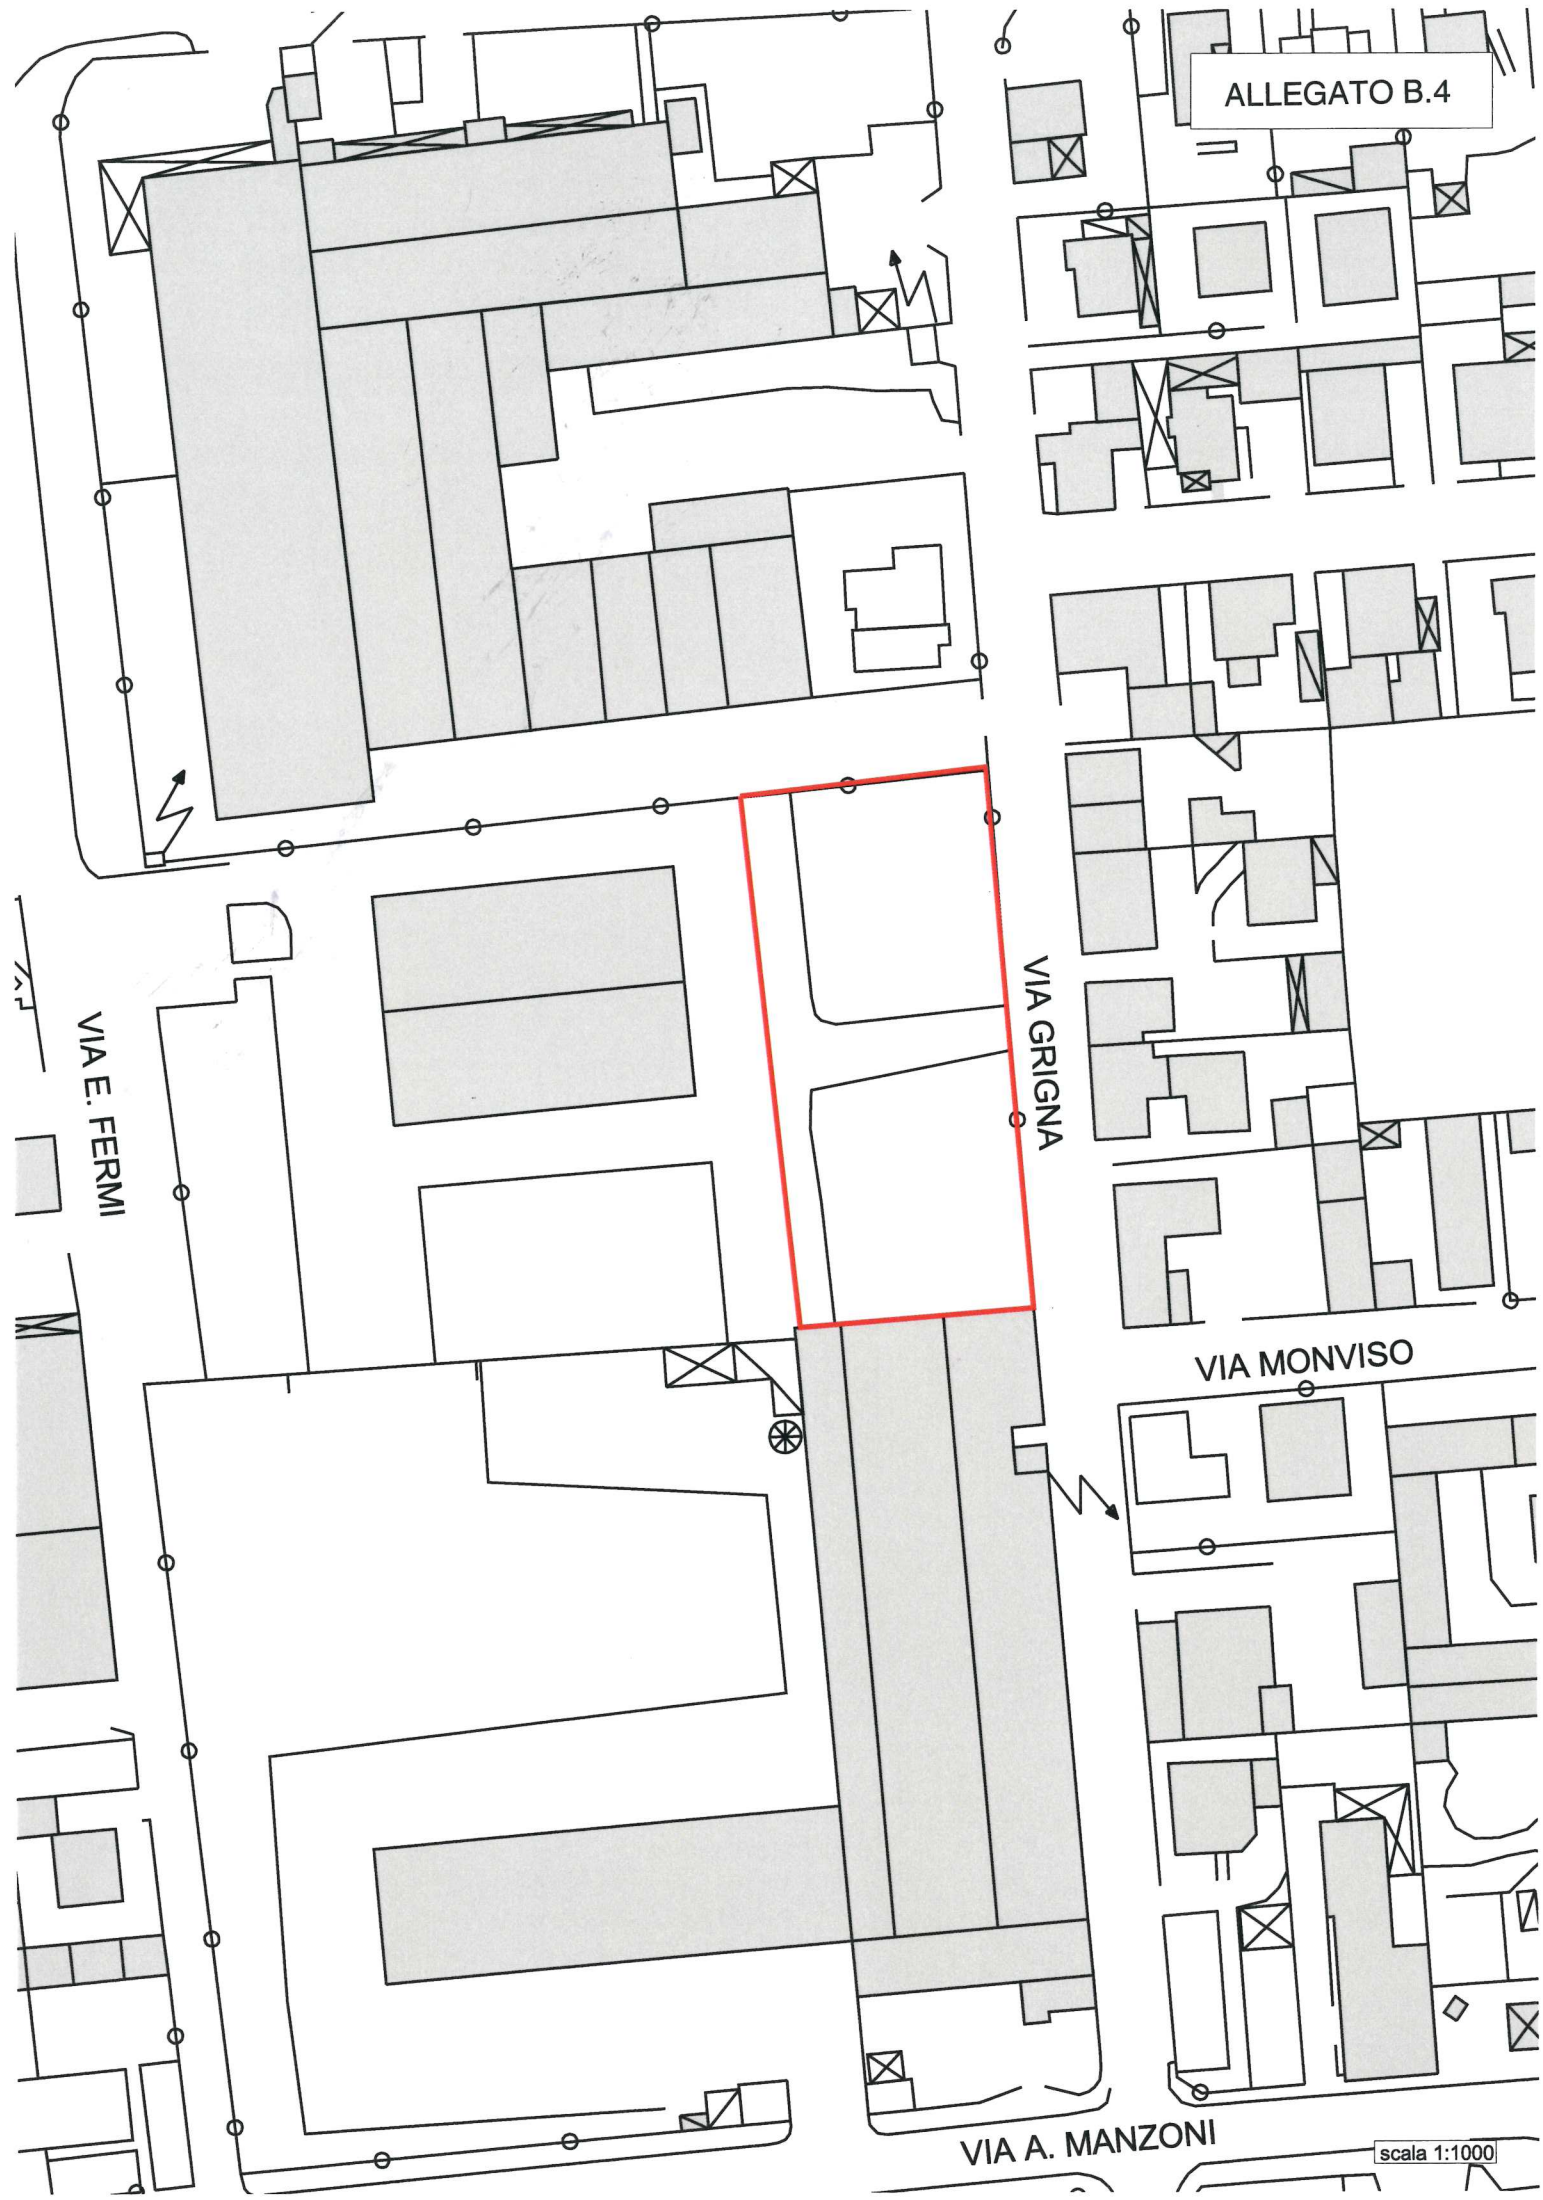 ALLEGATO B.4
VIA GRIGNA
VIA E. FERMI
VIA MONVISO
VIA A. MANZONI
scala 1:1000